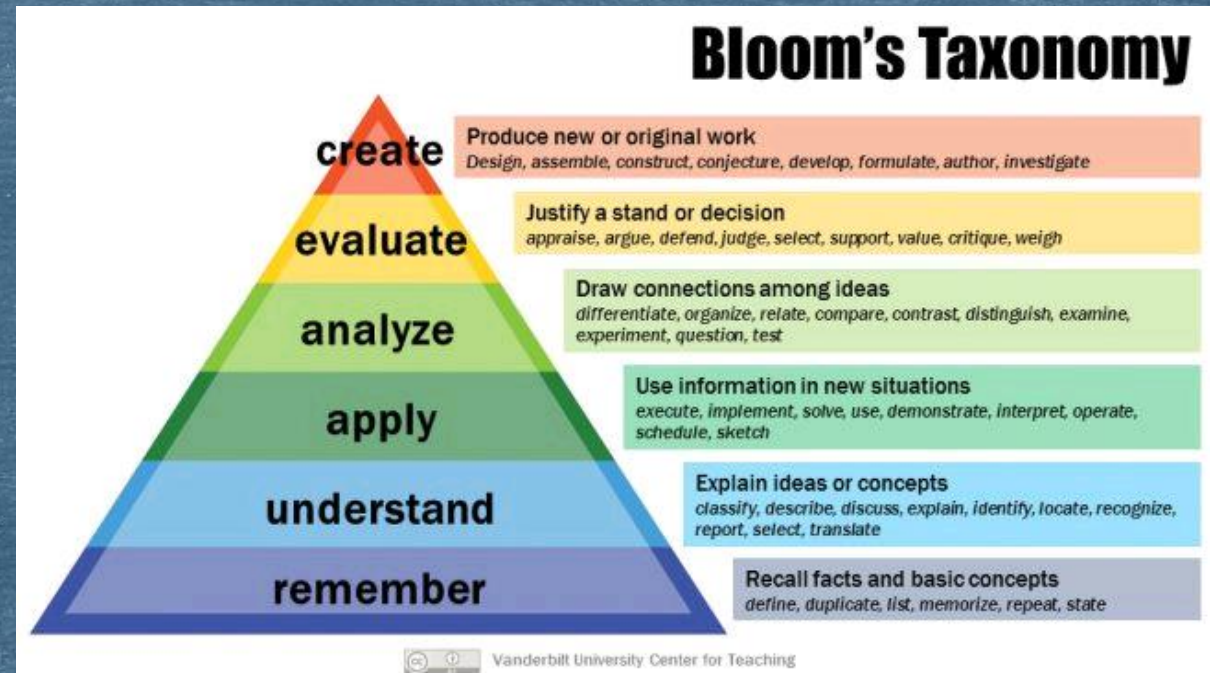 Bloom's Taxonomy
create
Produce new or original work
Design, assemble, construct, conjecture, develop, formulate, author, investigate
evaluate
Justify a stand or decision
appraise, argue, defend, judge, select, support, value, critique, weigh
analyze
Draw connections among ideas
differentiate, organize, relate, compare, contrast, distinguish, examine,
experiment, question, test
apply
Use information in new situations
execute, implement, solve, use, demonstrate, interpret, operate,
schedule, sketch
understand
Explain ideas or concepts
classify, describe, discuss, explain, identify, locate, recognize,
report, select, translate
remember
Recall facts and basic concepts
define, duplicate, list, memorize, repeat, state
cc
Vanderbilt University Center for Teaching